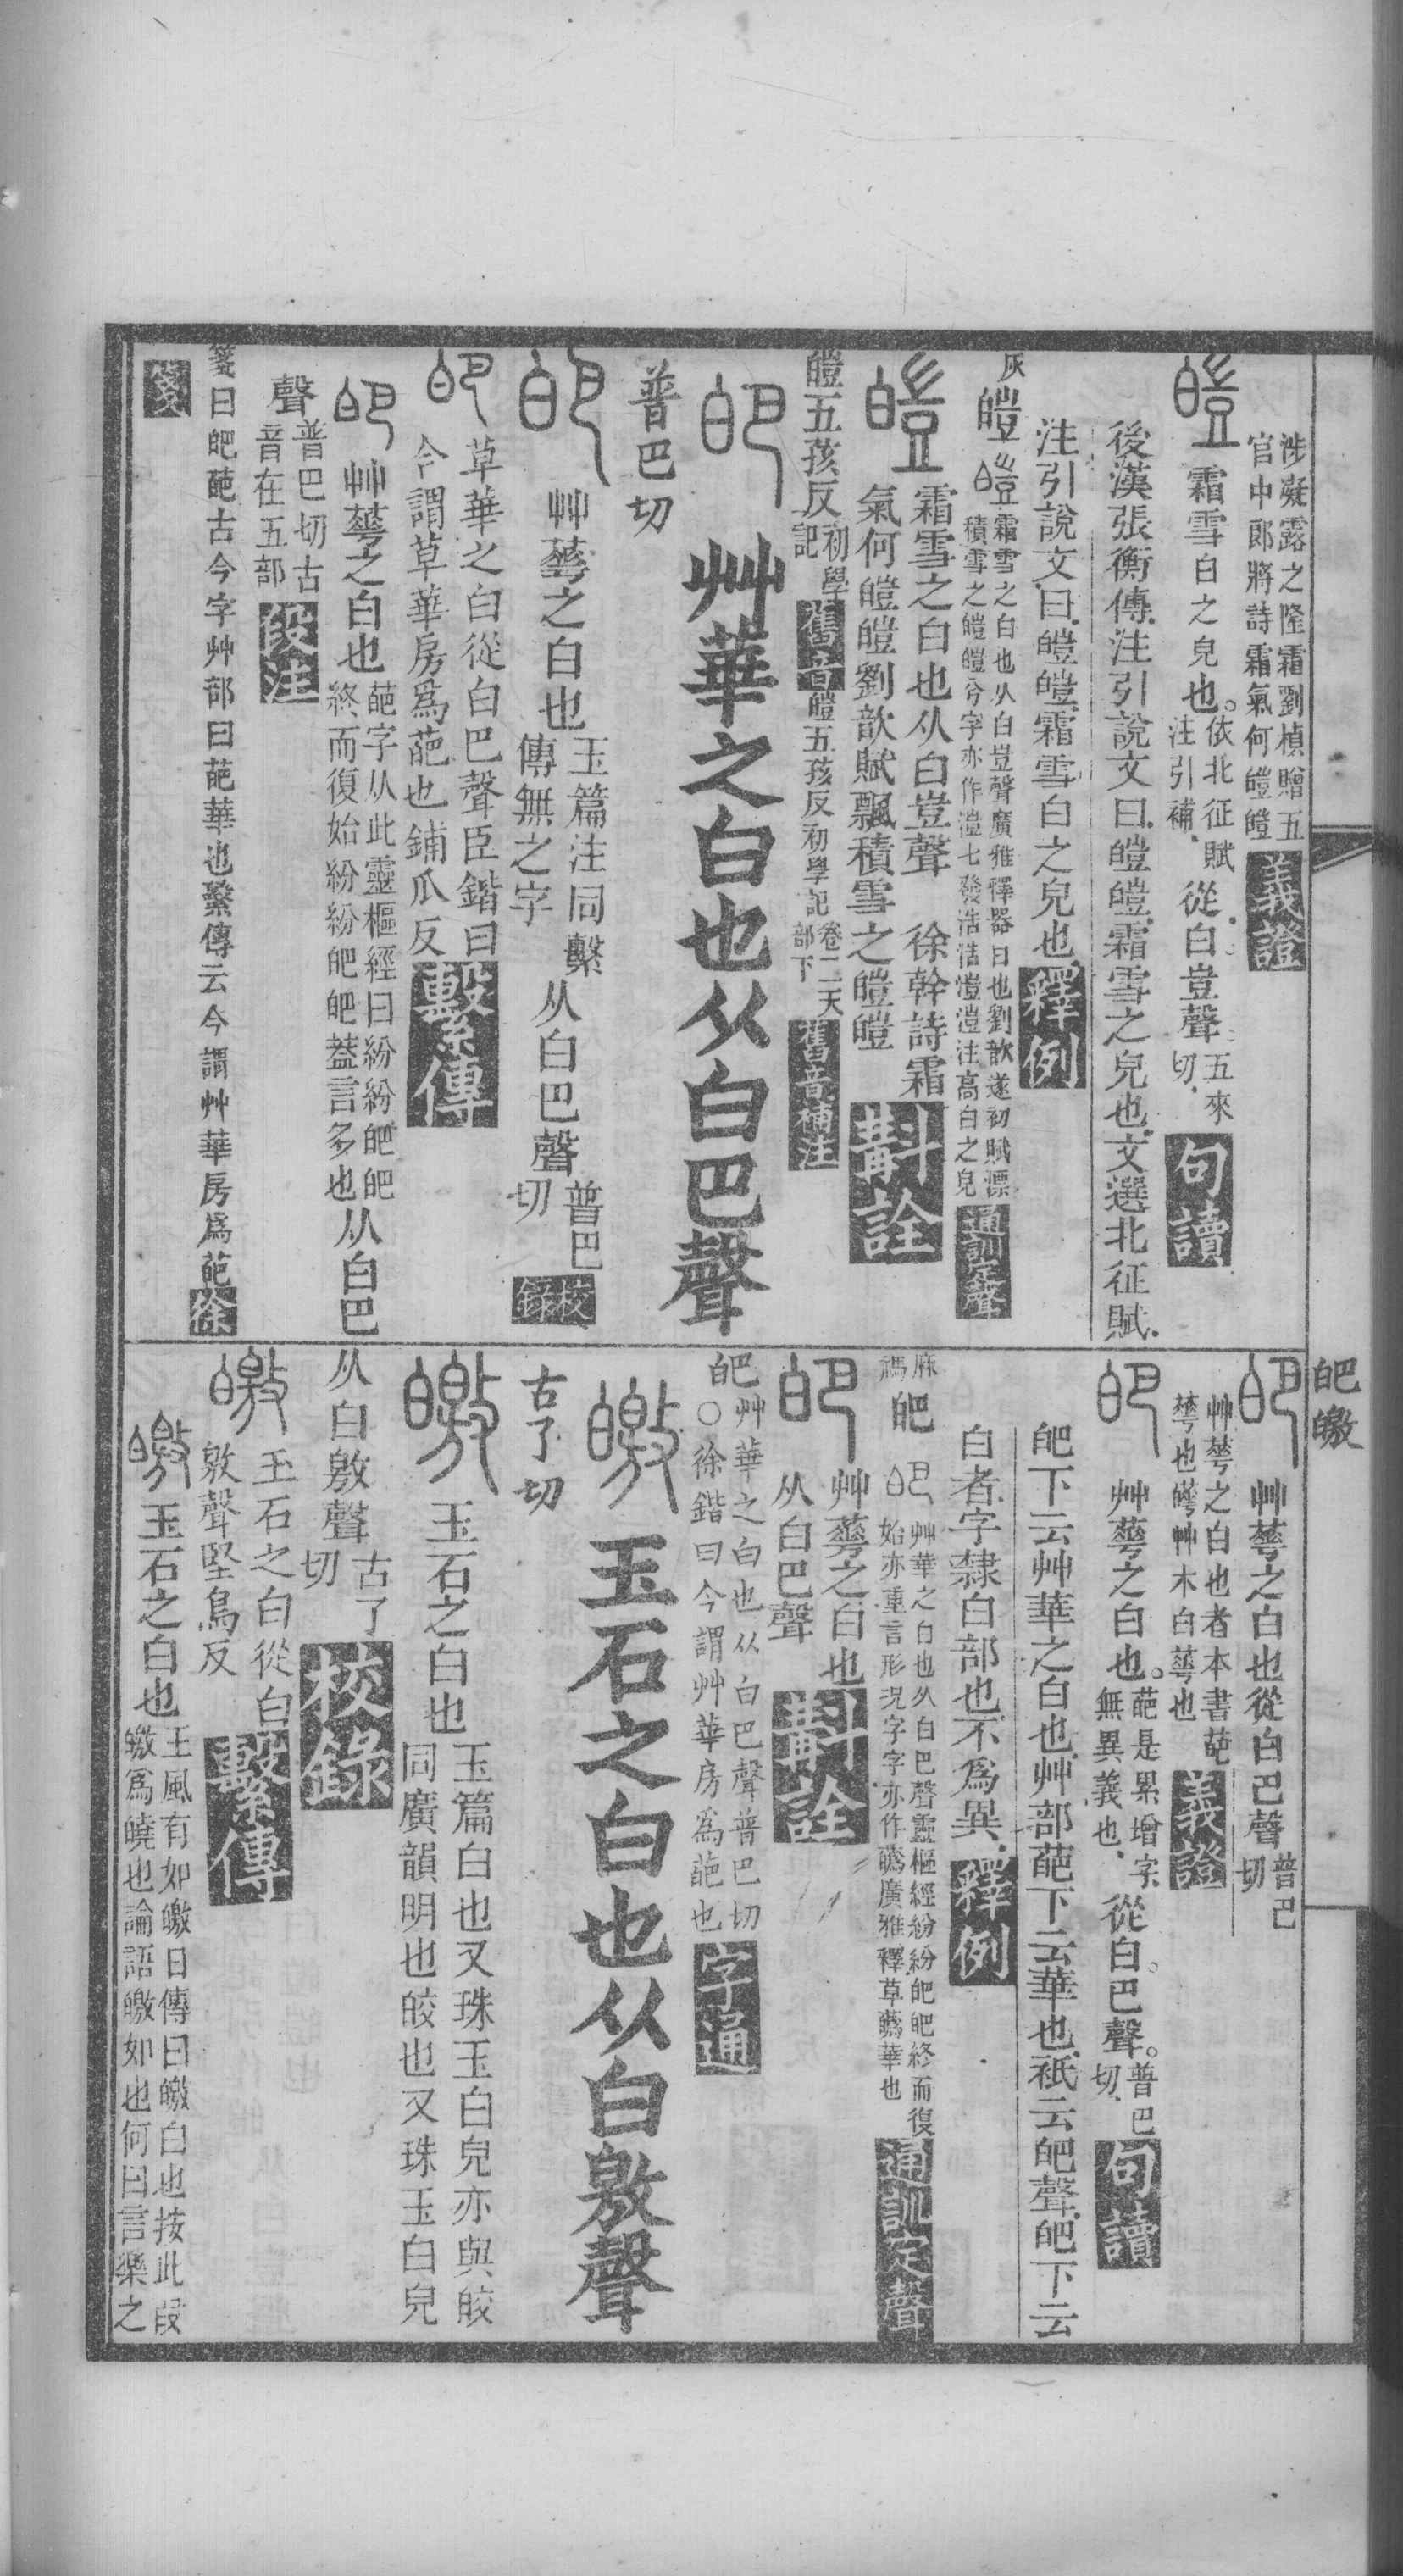 涉凝露之隆霜劉楨贈五
官中郎將詩霜氣何皚皚
義證
皚
霜雪白之皃也。
依北征賦
注引補
從白豈聲
五來
切
句讀
後漢張衡傳注引說文曰皚皚霜雪之皃也文選北征賦
注引說文曰皚皚霜雪白之皃也
釋例
灰
皚
皚
霜雪之白也从白豈聲廣雅釋器白也劉歆遂初賦漂
積雪之皚皚兮字亦作溰七發浩浩溰溰注高白之皃
通訓定聲
皚
霜雪之白也从白豈聲 徐幹詩霜
氣何皚皚劉歆賦飄積雪之皚皚
斠詮
皚五孩反
初學
記
舊音
皚五孩反初學記
卷二天
部下
舊音補注
皅
艸華之白也从白巴聲
普巴切
皅
艸蕚之白也
玉篇注同繫
傳無之字
从白巴聲
普巴
切
校錄
皅
草華之白從白巴聲臣鍇曰
今謂草華房爲葩也鋪瓜反
繫傳
皅
艸蕚之白也
葩字从此靈樞經曰紛紛皅皅
終而復始紛紛皅皅葢言多也
从白巴
聲
普巴切古
音在五部
段注
箋曰皅葩古今字艸部曰葩華也繫傳云今謂艸華房爲葩
徐
箋
皅皦
皅
艸蕚之白也從白巴聲
普巴
切
艸蕚之白也者本書葩
蕚也皣艸木白蕚也
義證
皅
艸蕚之白也。
葩是累增字
無異義也
從白。巴聲。
普巴
切
句讀
皅下云艸華之白也艸部葩下云華也衹云皅聲皅下云
白者字隸白部也不爲異
釋例
麻
禡
皅
皅
艸華之白也从白巴聲靈樞經紛紛皅皅終而復
始亦重言形況字字亦作䔺廣雅釋草䔺華也
通訓定聲
皅
艸蕚之白也
从白巴聲
斠詮
皅
艸華之白也从白巴聲普巴切
○徐鍇曰今謂艸華房爲葩也
字通
皦
玉石之白也从白敫聲
古了切
皦
玉石之白也
玉篇白也又珠玉白皃亦與皎
同廣韻明也皎也又珠玉白皃
从白敫聲
古了
切
校錄
皦
玉石之白從白
敫聲堅鳥反
繫傳
皦
玉石之白也
王風有如皦日傳曰皦白也按此叚
皦爲曉也論語皦如也何曰言樂之